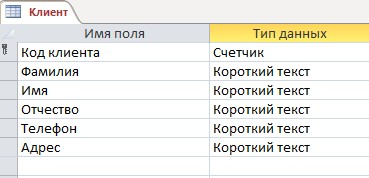 Клиент
Имя поля Тип данных
Код клиента Счетчик
Фамилия Короткий текст
Имя Короткий текст
Отчество Короткий текст
Телефон Короткий текст
Адрес Короткий текст